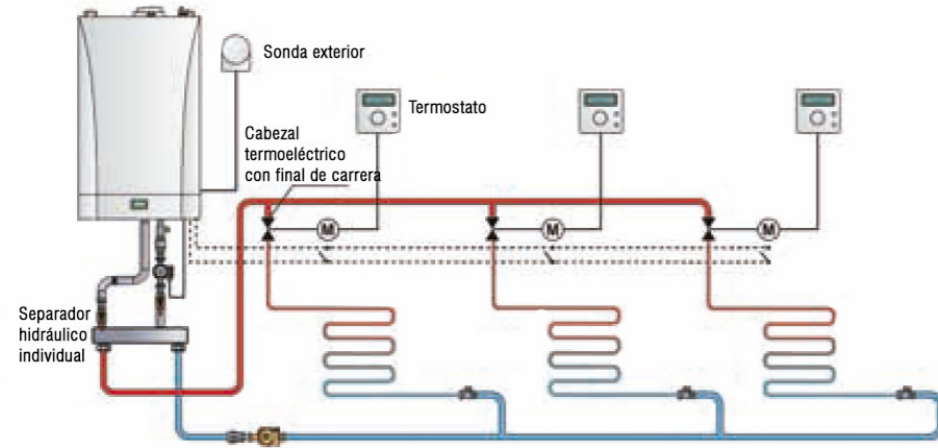 Sonda exterior
Termostato
Cabezal
termoeléctrico
con final de carrera
M
M
M
Separador
hidráulico
individual